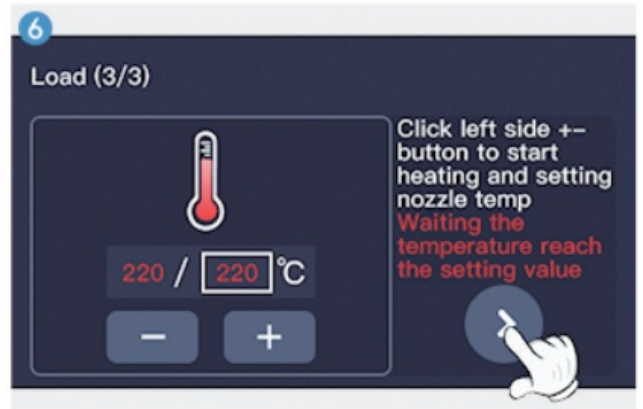 6
Load (3/3)
Click left side +-
button to start
heating and setting
nozzle temp
Waiting the
temperature reach
the setting value
220 / 220 °C
- +